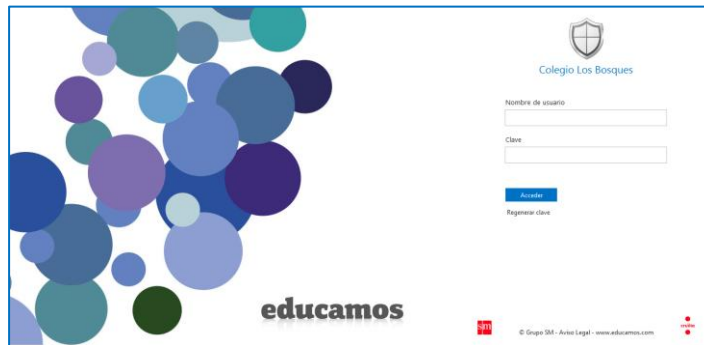 Colegio Los Bosques
Nombre de usuario
Clave
Acceder
Regenerar clave
educamos
sm
© Grupo SM - Aviso Legal - www.educamos.com